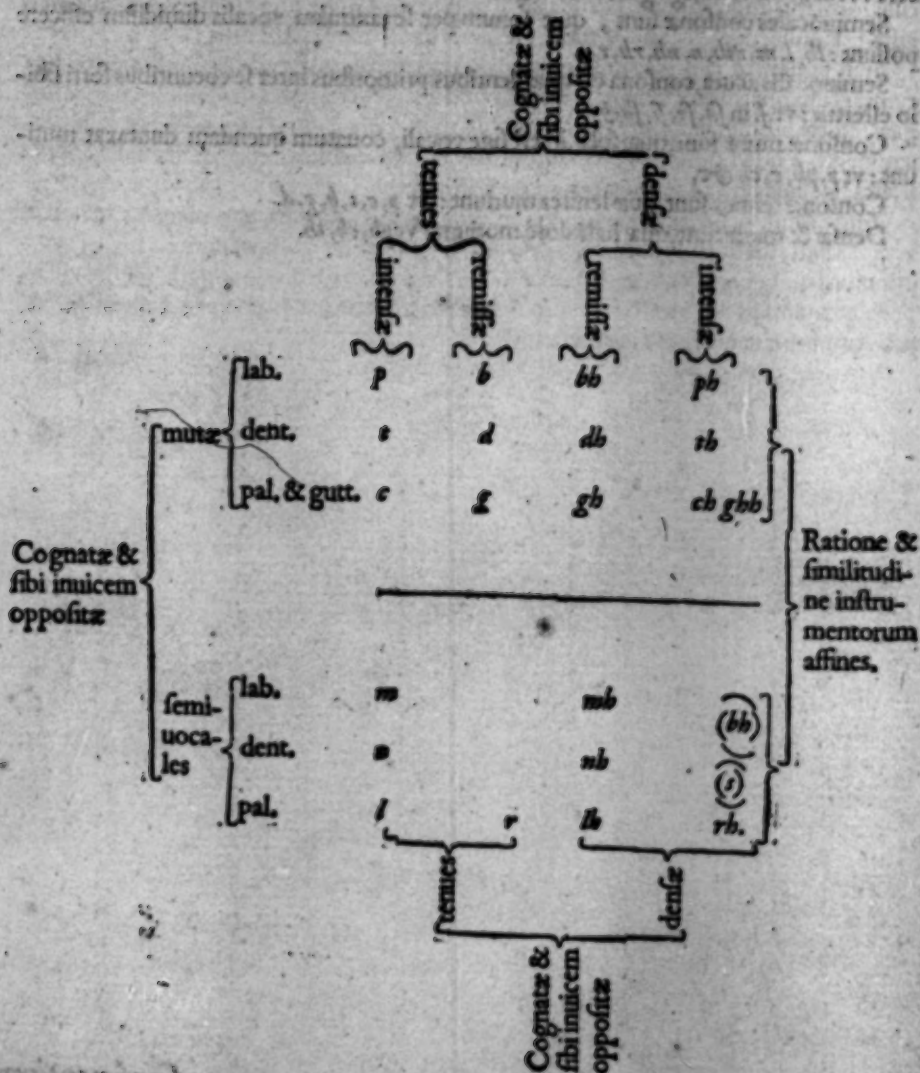 Cognatæ &
ſibi inuicem
oppoſitæ
tenues
denſæ
intenſæ
remiſſæ
remiſſæ
intenſæ
Cognatæ &
ſibi inuicem
oppoſitæ
mutæ
lab. p b bh ph
dent. t d dh th
pal. & gutt. c g gh ch ghh
Ratione &
ſimilitudi-
ne inſtru-
mentorum
affines.
ſemi-
uoca-
les
lab. m mh (bh)
dent. n nh (s)
pal. l r lh rh.
tenues
denſæ
Cognatæ &
ſibi inuicem
oppoſitæ